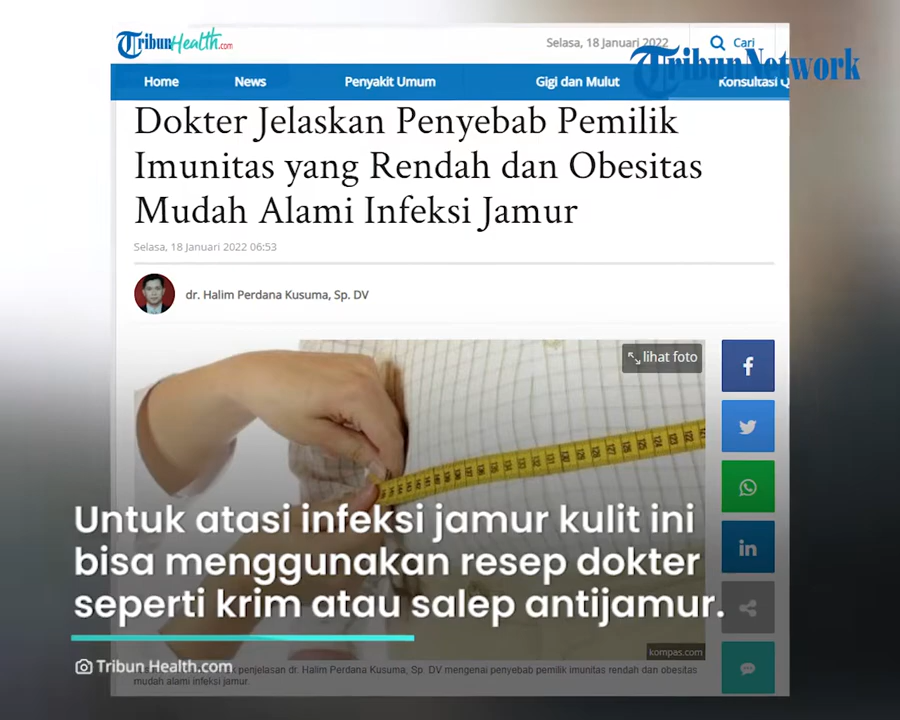 TribunHealth.com
Selasa, 18 Januari 2022
Cari
TribunNetwork
Home News Penyakit Umum Gigi dan Mulut Konsultasi
Dokter Jelaskan Penyebab Pemilik
Imunitas yang Rendah dan Obesitas
Mudah Alami Infeksi Jamur
Selasa, 18 Januari 2022 06:53
dr. Halim Perdana Kusuma, Sp. DV
lihat foto
Untuk atasi infeksi jamur kulit ini
bisa menggunakan resep dokter
seperti krim atau salep antijamur.
kompas.com
Tribun Health.com
penjelasan dr. Halim Perdana Kusuma, Sp. DV mengenai penyebab pemilik imunitas rendah dan obesitas
mudah alami infeksi jamur.